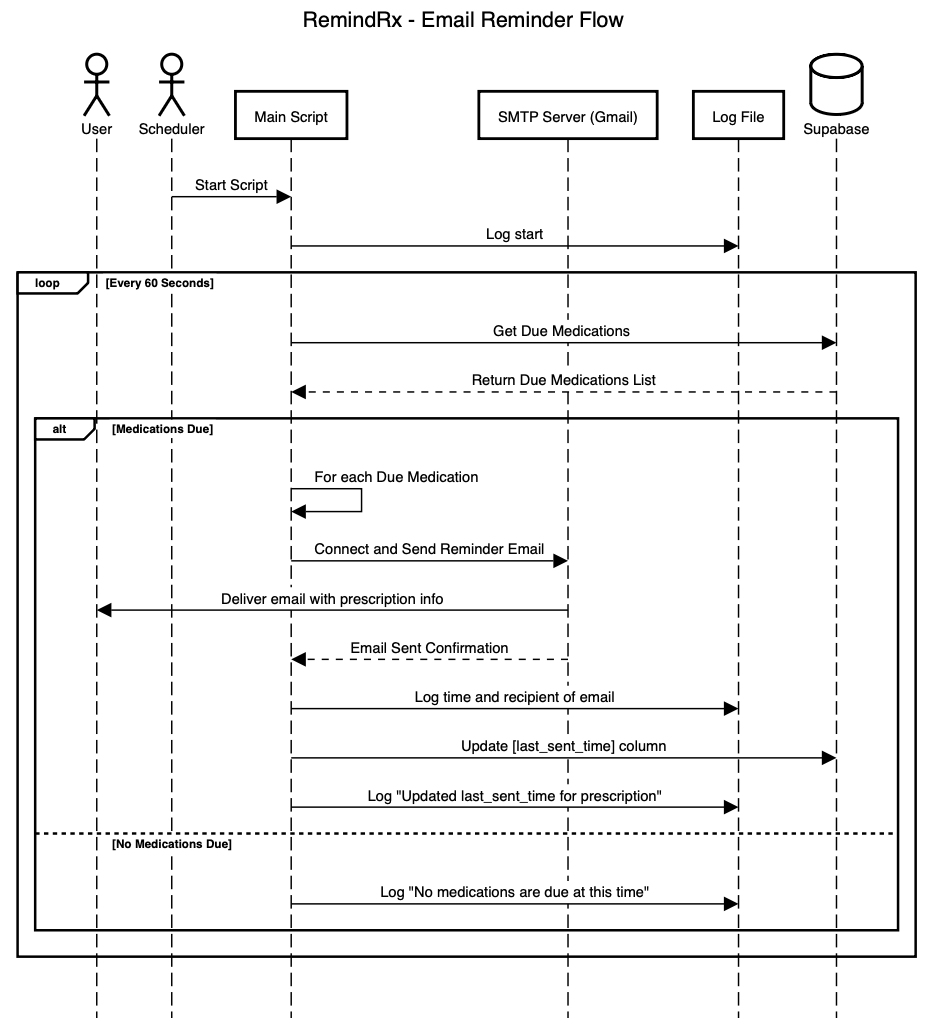 RemindRx - Email Reminder Flow
User
Scheduler
Main Script
SMTP Server (Gmail)
Log File
Supabase
Start Script
Log start
loop
[Every 60 Seconds]
Get Due Medications
Return Due Medications List
alt
[Medications Due]
For each Due Medication
Connect and Send Reminder Email
Deliver email with prescription info
Email Sent Confirmation
Log time and recipient of email
Update [last_sent_time] column
Log "Updated last_sent_time for prescription"
[No Medications Due]
Log "No medications are due at this time"